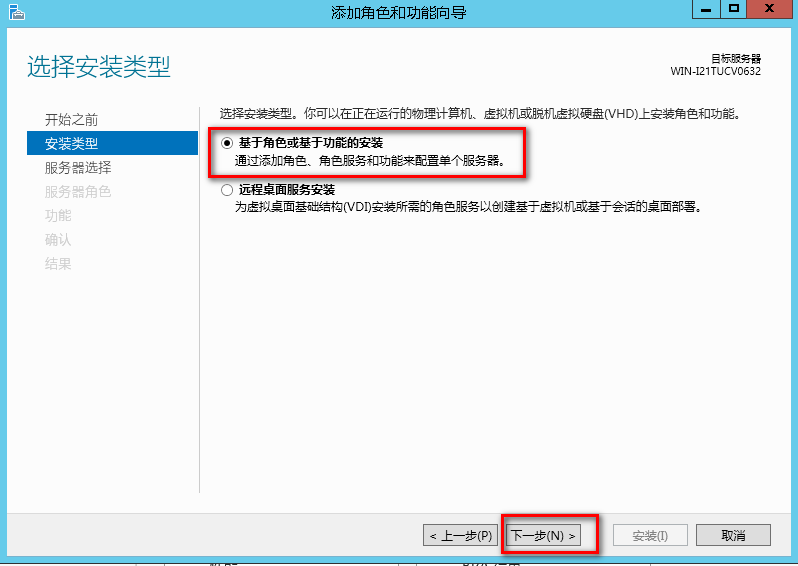 添加角色和功能向导
选择安装类型
目标服务器
WIN-I21TUCV0632
开始之前
安装类型
服务器选择
服务器角色
功能
确认
结果
选择安装类型。你可以在正在运行的物理计算机、虚拟机或脱机虚拟硬盘(VHD)上安装角色和功能。
基于角色或基于功能的安装
通过添加角色、角色服务和功能来配置单个服务器。
远程桌面服务安装
为虚拟桌面基础结构(VDI)安装所需的角色服务以创建基于虚拟机或基于会话的桌面部署。
< 上一步(P)
下一步(N) >
安装(I)
取消